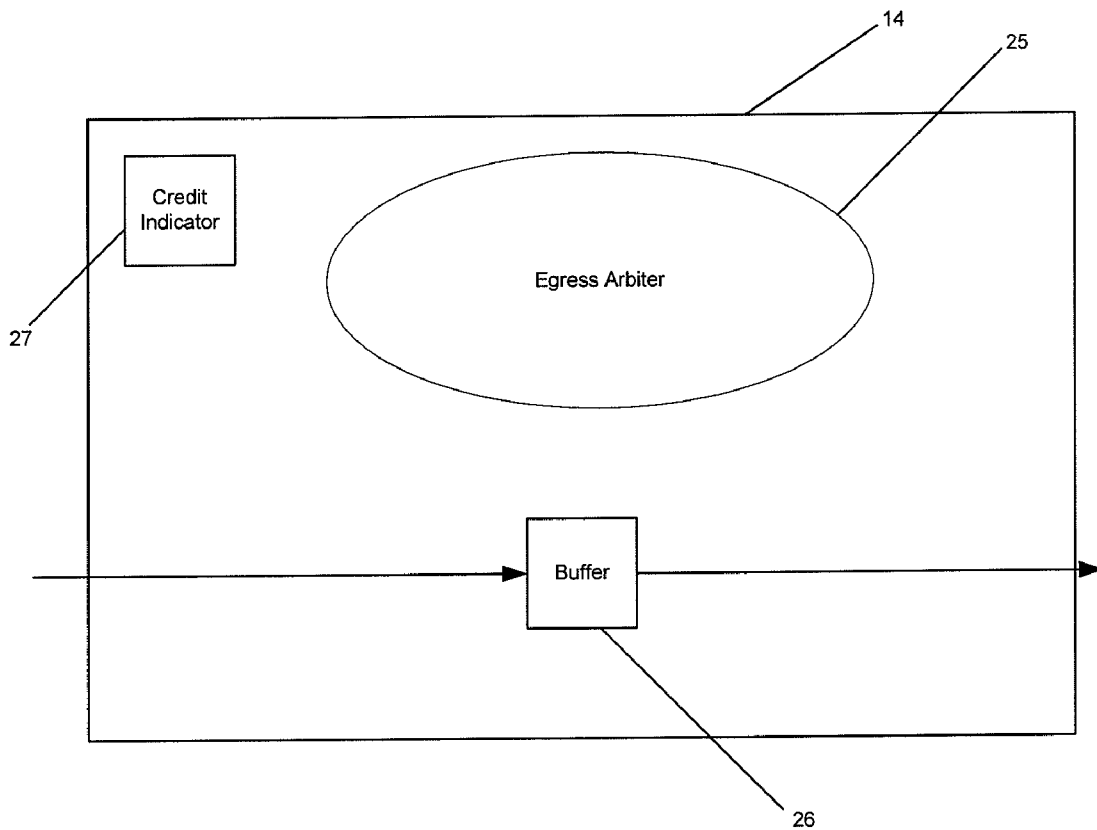 14
25
Credit
Indicator
Egress Arbiter
27
Buffer
26